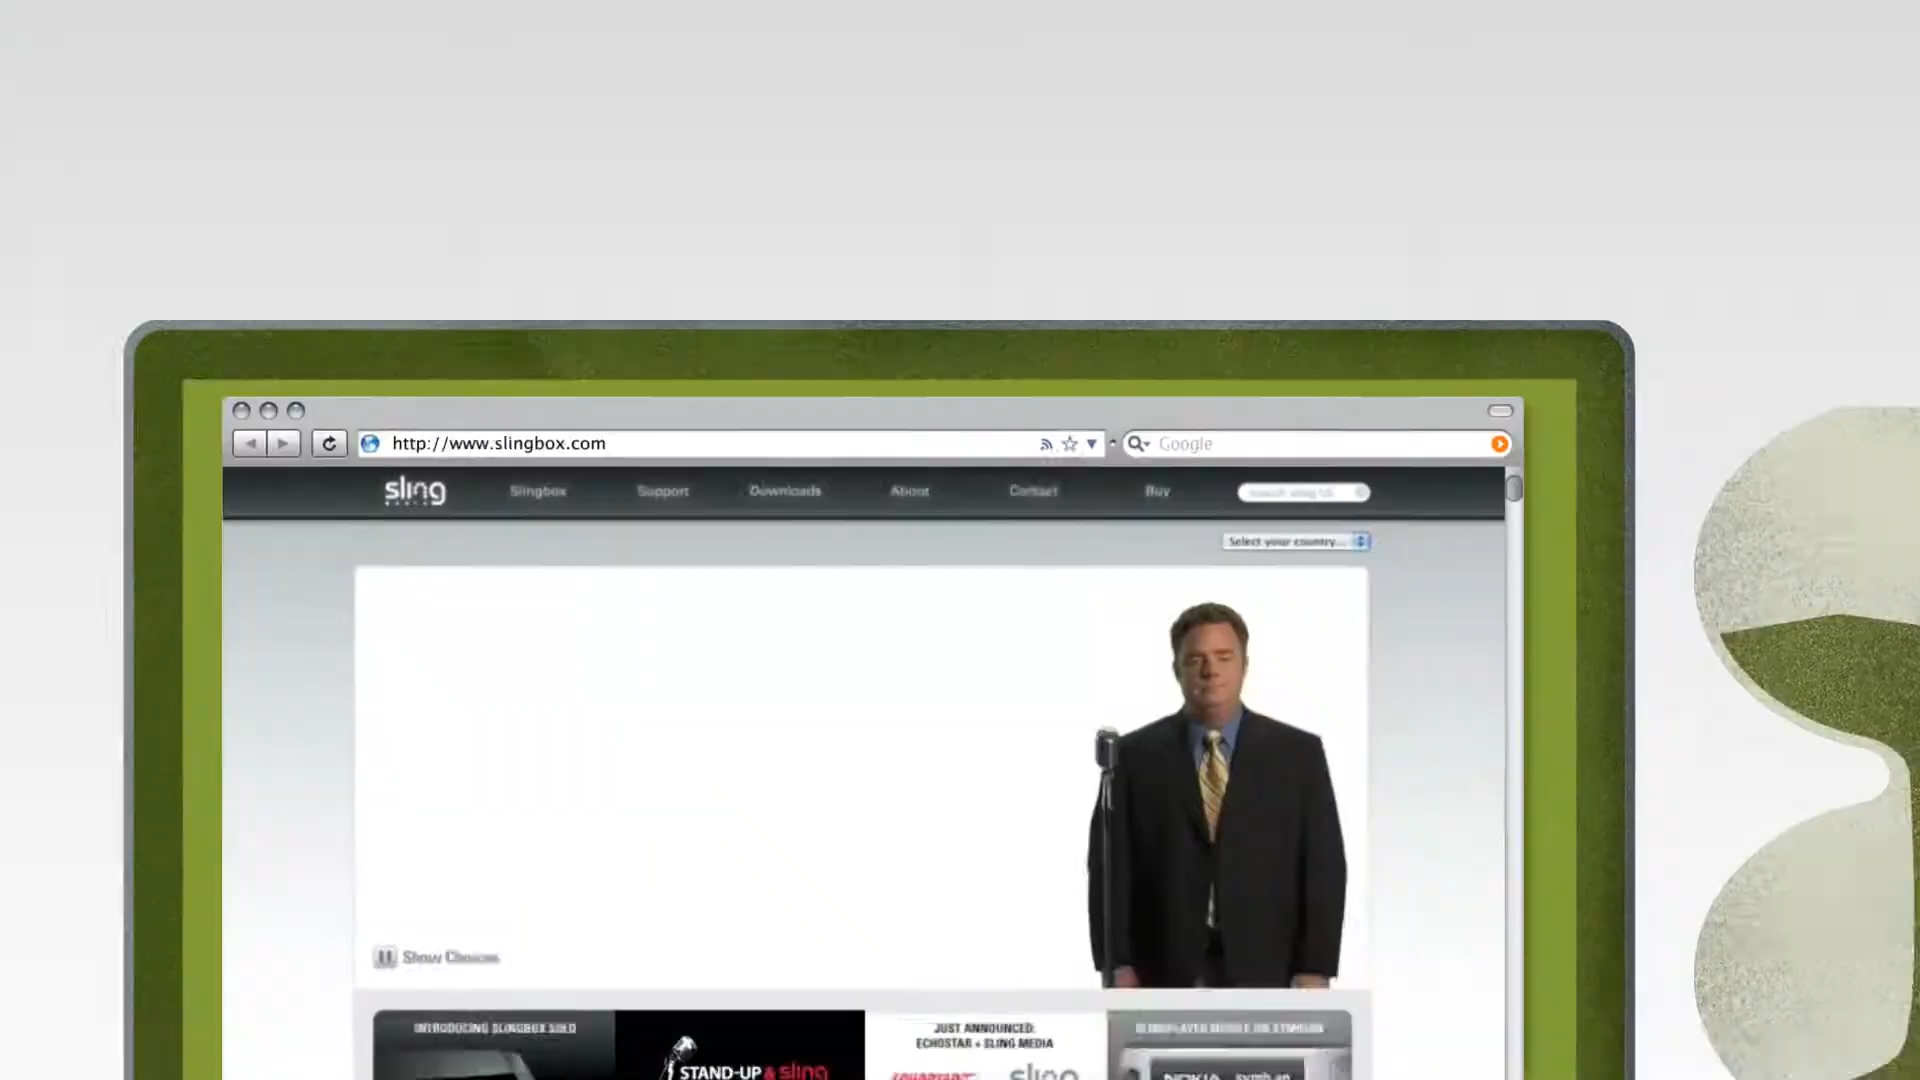 http://www.slingbox.com
Google
sling
Slingbox Support Downloads About Contact Buy
Select your country...
Show Choices
INTRODUCING SLINGBOX SOLO
STAND-UP & sling
JUST ANNOUNCED:
ECHOSTAR + SLING MEDIA
sling
NOKIA symbian